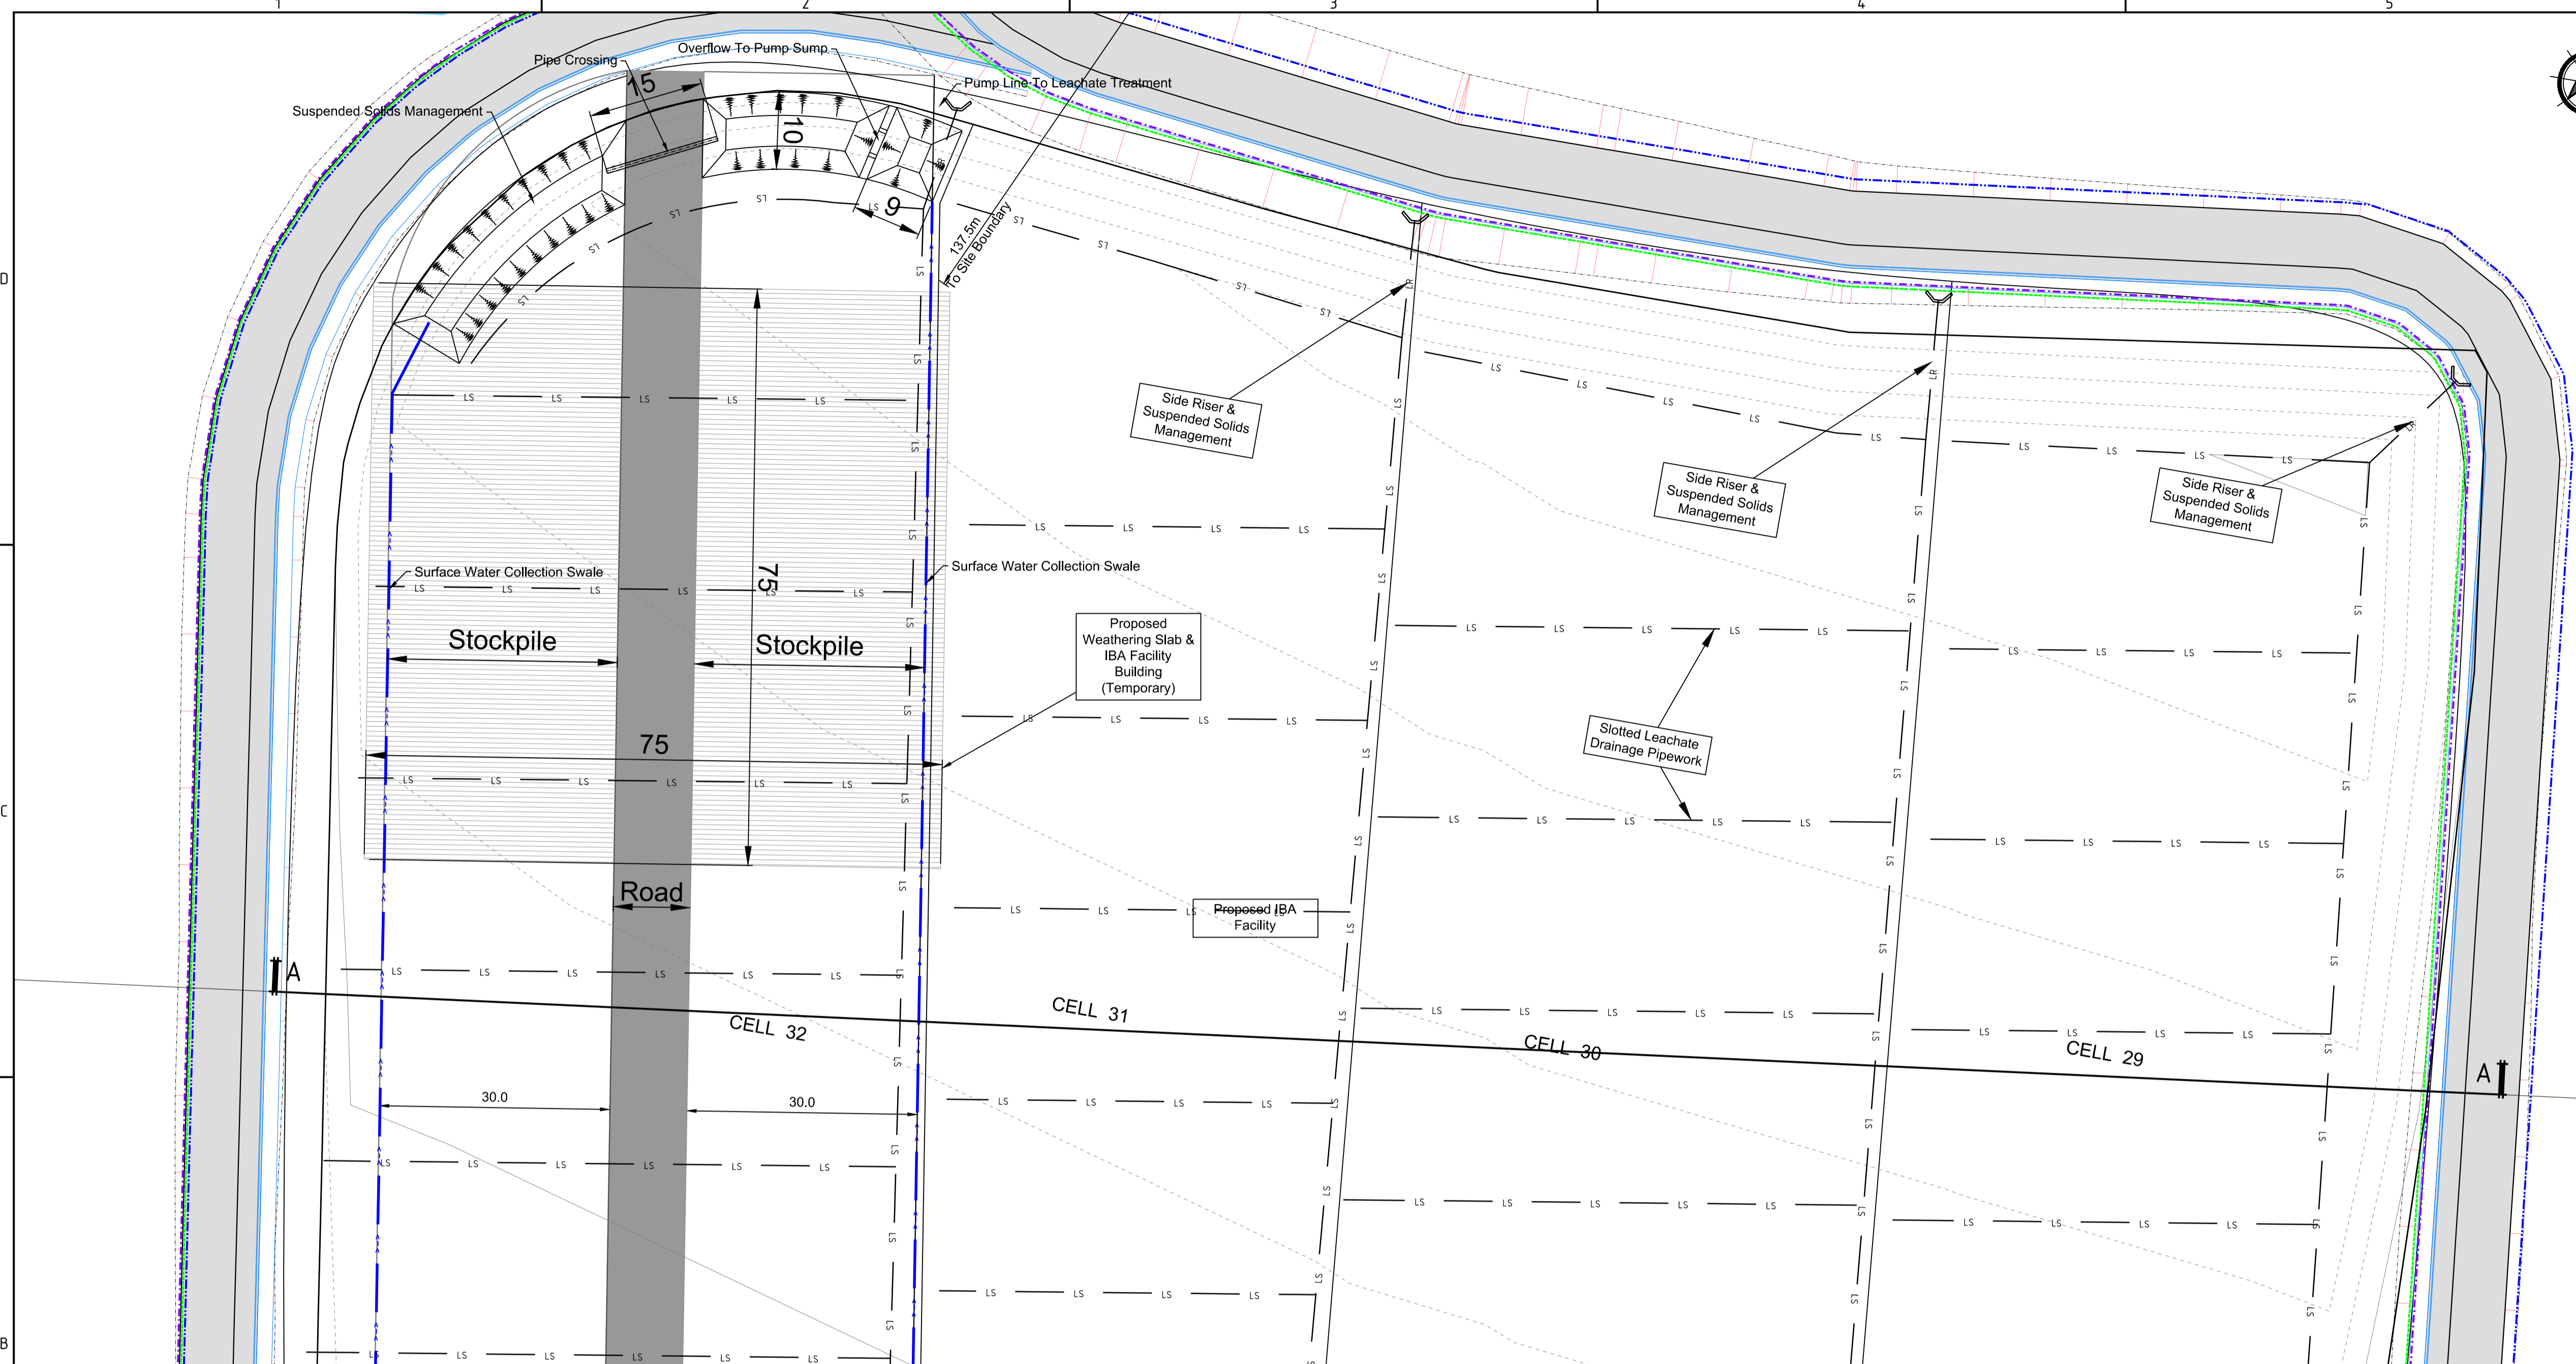 1
2
3
4
5
D
C
B
Overflow To Pump Sump
Pipe Crossing
15
Pump Line To Leachate Treatment
Suspended Solids Management
10
9
137.5m
To Site Boundary
LS
LR
Side Riser &
Suspended Solids
Management
Side Riser &
Suspended Solids
Management
Side Riser &
Suspended Solids
Management
Surface Water Collection Swale
Surface Water Collection Swale
75
Stockpile
Stockpile
Proposed
Weathering Slab &
IBA Facility
Building
(Temporary)
Slotted Leachate
Drainage Pipework
75
Road
Proposed IBA
Facility
A
CELL 32
CELL 31
CELL 30
CELL 29
A
30.0
30.0